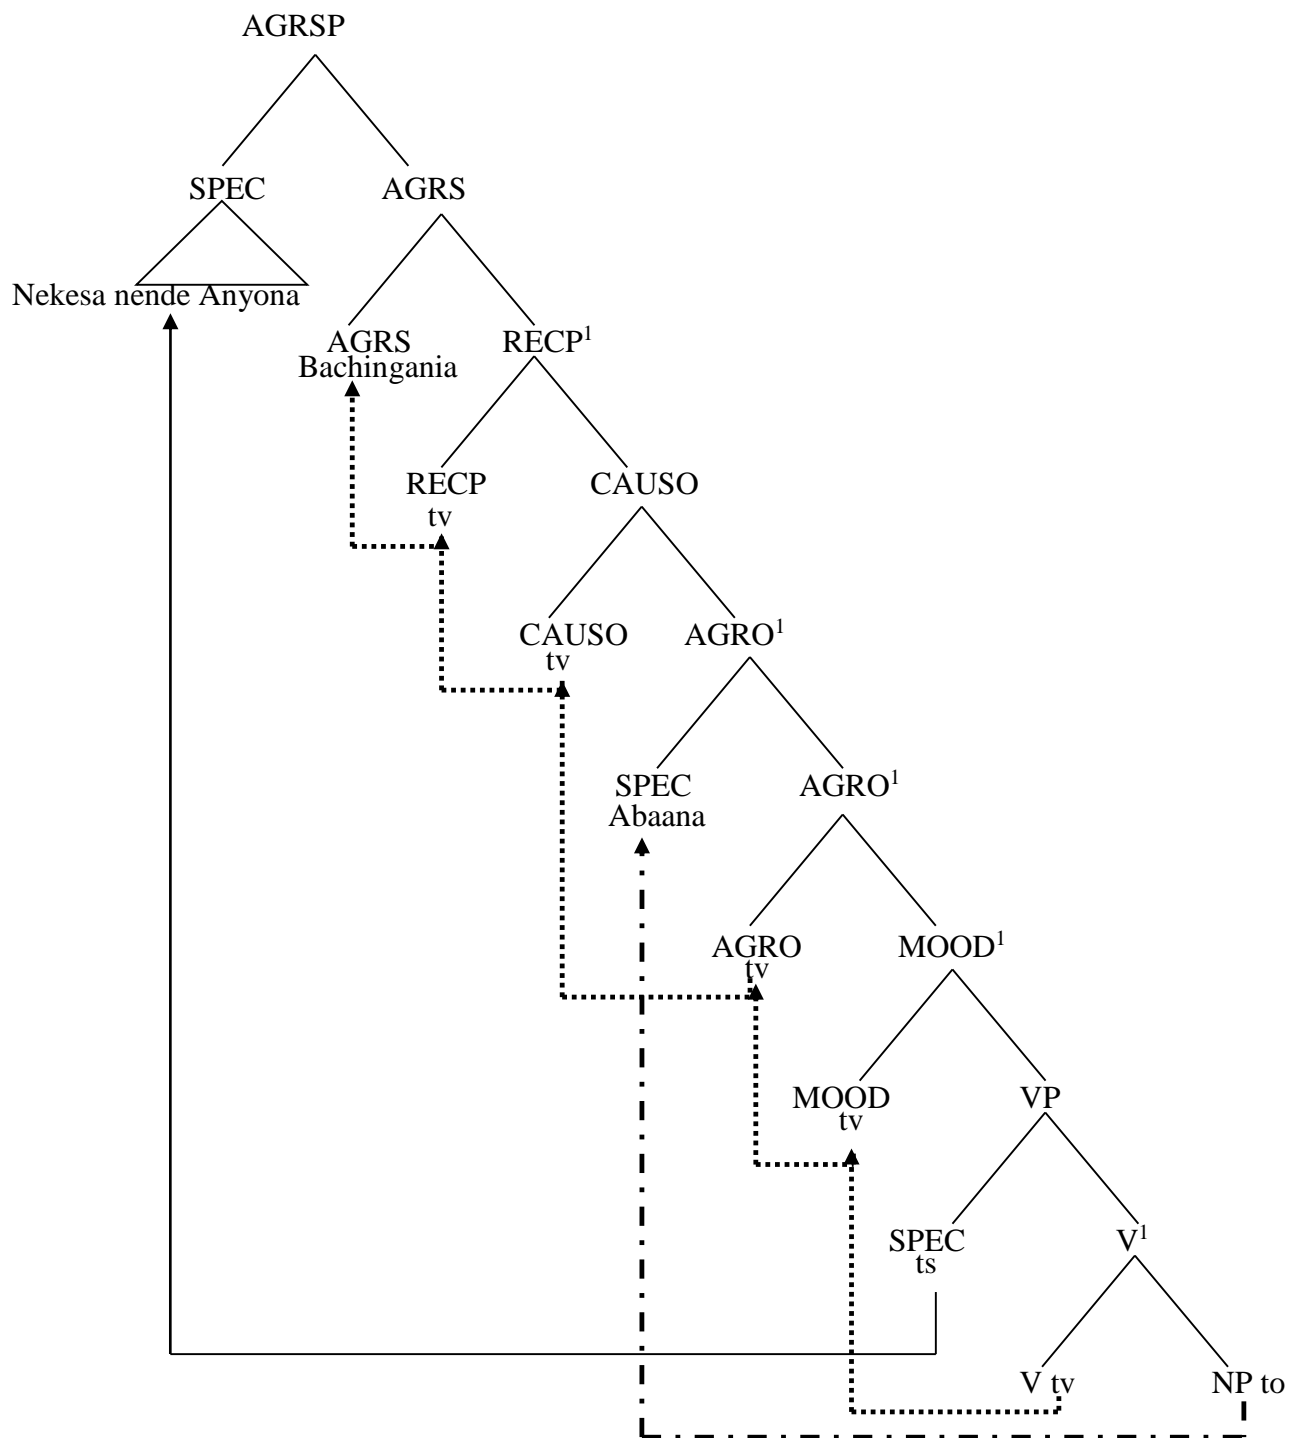 AGRSP
SPEC AGRS
Nekesa nende Anyona
AGRS RECP¹
Bachingania
RECP CAUSO
tv
CAUSO AGRO¹
tv
SPEC AGRO¹
Abaana
AGRO MOOD¹
tv
MOOD VP
tv
SPEC V¹
ts
V tv NP to